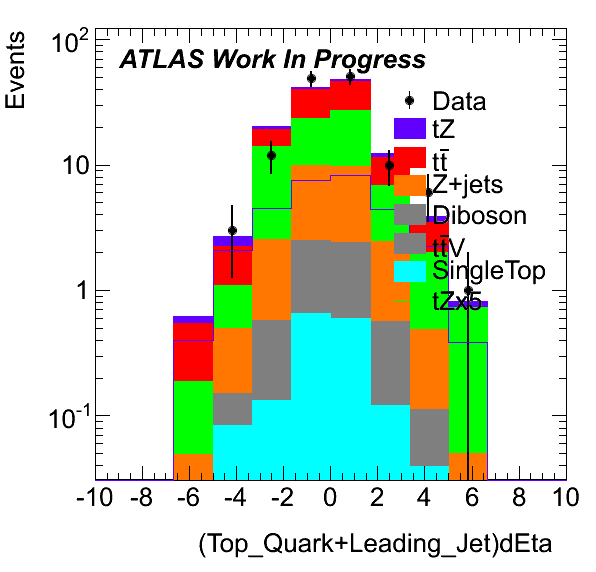 Events
10²
10
1
10⁻¹
ATLAS Work In Progress
Data
tZ
tt̄
Z+jets
Diboson
tt̄V
SingleTop
tZx5
-10 -8 -6 -4 -2 0 2 4 6 8 10
(Top_Quark+Leading_Jet)dEta